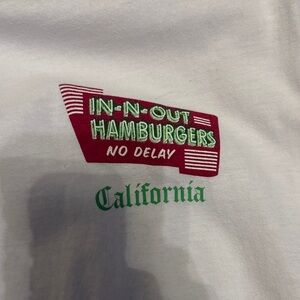 IN-N-OUT
HAMBURGERS
NO DELAY
California